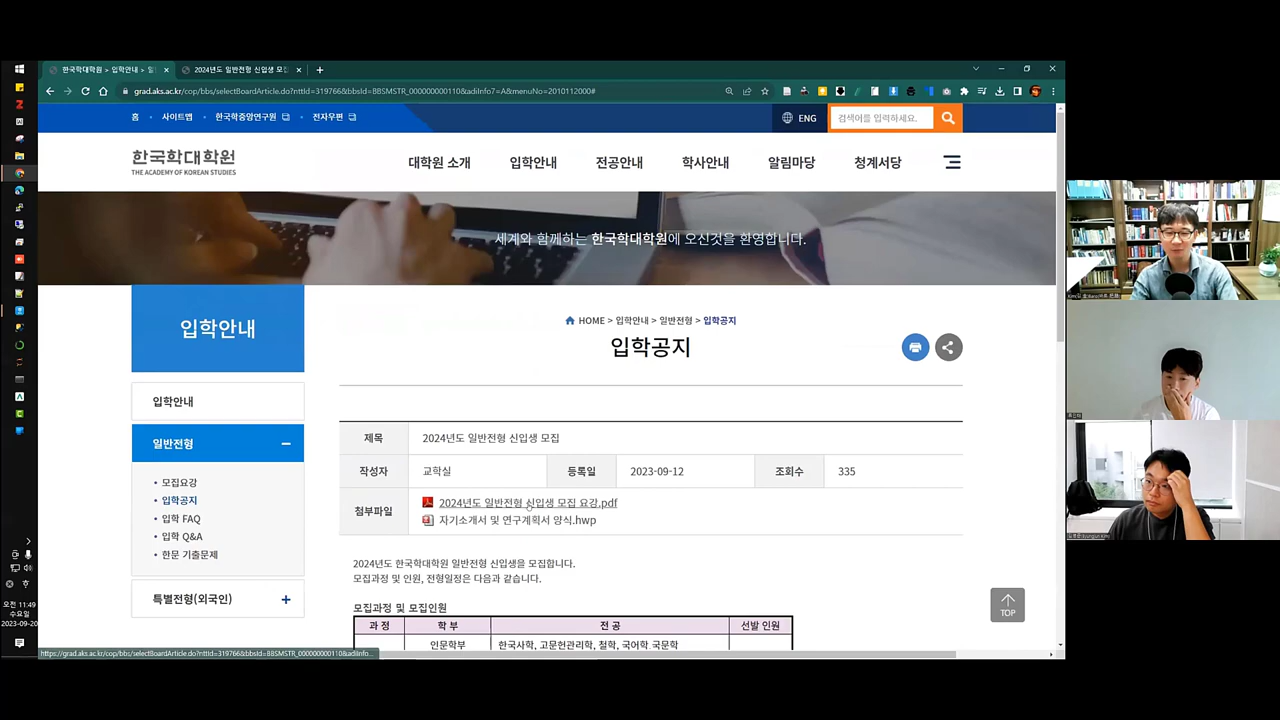 한국학대학원 > 입학안내 > 일
2024년도 일반전형 신입생 모집
grad.aks.ac.kr/cop/bbs/selectBoardArticle.do?nttId=319766&bbsId=BBSMSTR_000000000110&adiInfo7=A&menuNo=2010112000#
홈 사이트맵 한국학중앙연구원 전자우편
ENG
검색어를 입력하세요.
한국학대학원
THE ACADEMY OF KOREAN STUDIES
대학원 소개 입학안내 전공안내 학사안내 알림마당 청계서당
세계와 함께하는 한국학대학원에 오신것을 환영합니다.
입학안내
HOME > 입학안내 > 일반전형 > 입학공지
입학공지
입학안내
일반전형
모집요강
입학공지
입학 FAQ
입학 Q&A
한문 기출문제
특별전형(외국인)
제목 2024년도 일반전형 신입생 모집
작성자 교학실 등록일 2023-09-12 조회수 335
첨부파일 2024년도 일반전형 신입생 모집 요강.pdf
자기소개서 및 연구계획서 양식.hwp
2024년도 한국학대학원 일반전형 신입생을 모집합니다.
모집과정 및 인원, 전형일정은 다음과 같습니다.
모집과정 및 모집인원
과 정 학 부 전 공 선발 인원
인문학부 한국사학, 고문헌관리학, 철학, 국어학.국문학
TOP
오전 11:49
수요일
2023-09-20
https://grad.aks.ac.kr/cop/bbs/selectBoardArticle.do?nttId=319766&bbsId=BBSMSTR_000000000110&adiInfo...